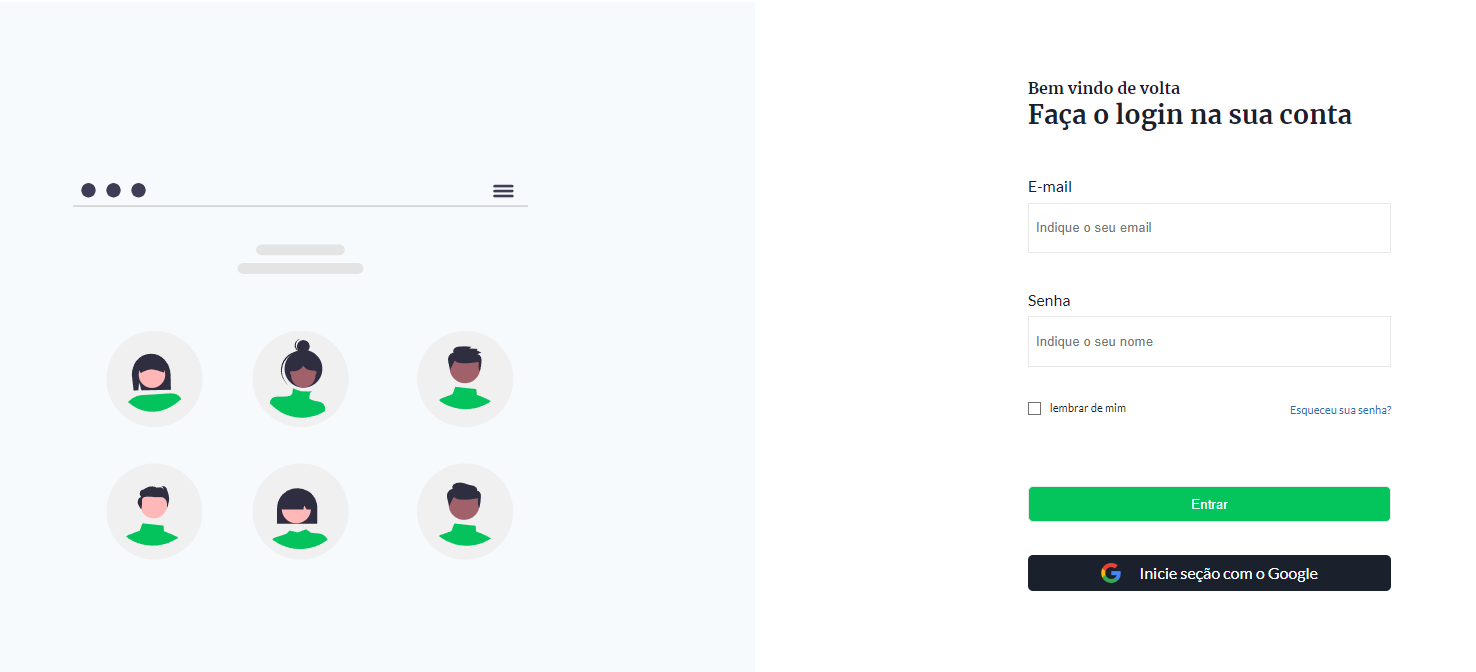 Bem vindo de volta
Faça o login na sua conta
E-mail
Indique o seu email
Senha
Indique o seu nome
lembrar de mim
Esqueceu sua senha?
Entrar
Inicie seção com o Google